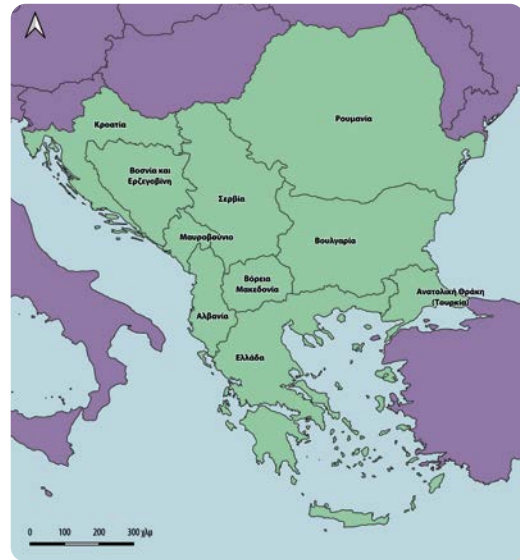 Ρουμανία
Κροατία
Βοσνία και
Ερζεγοβίνη
Σερβία
Μαυροβούνιο
Βουλγαρία
Βόρεια
Μακεδονία
Ανατολική Θράκη
(Τουρκία)
Αλβανία
Ελλάδα
0 100 200 300 χλμ